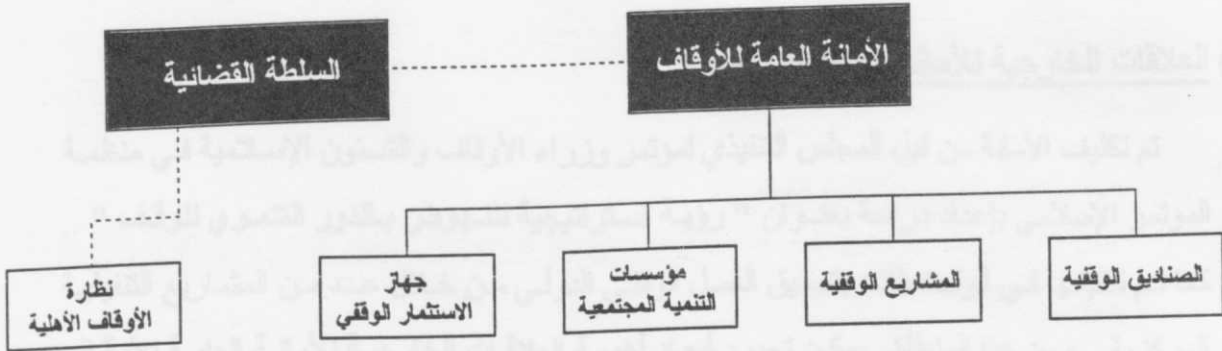 الأمانة العامة للأوقاف
السلطة القضائية
الصناديق الوقفية
المشاريع الوقفية
مؤسسات
التنمية المجتمعية
جهاز
الاستثمار الوقفي
نظارة
الأوقاف الأهلية